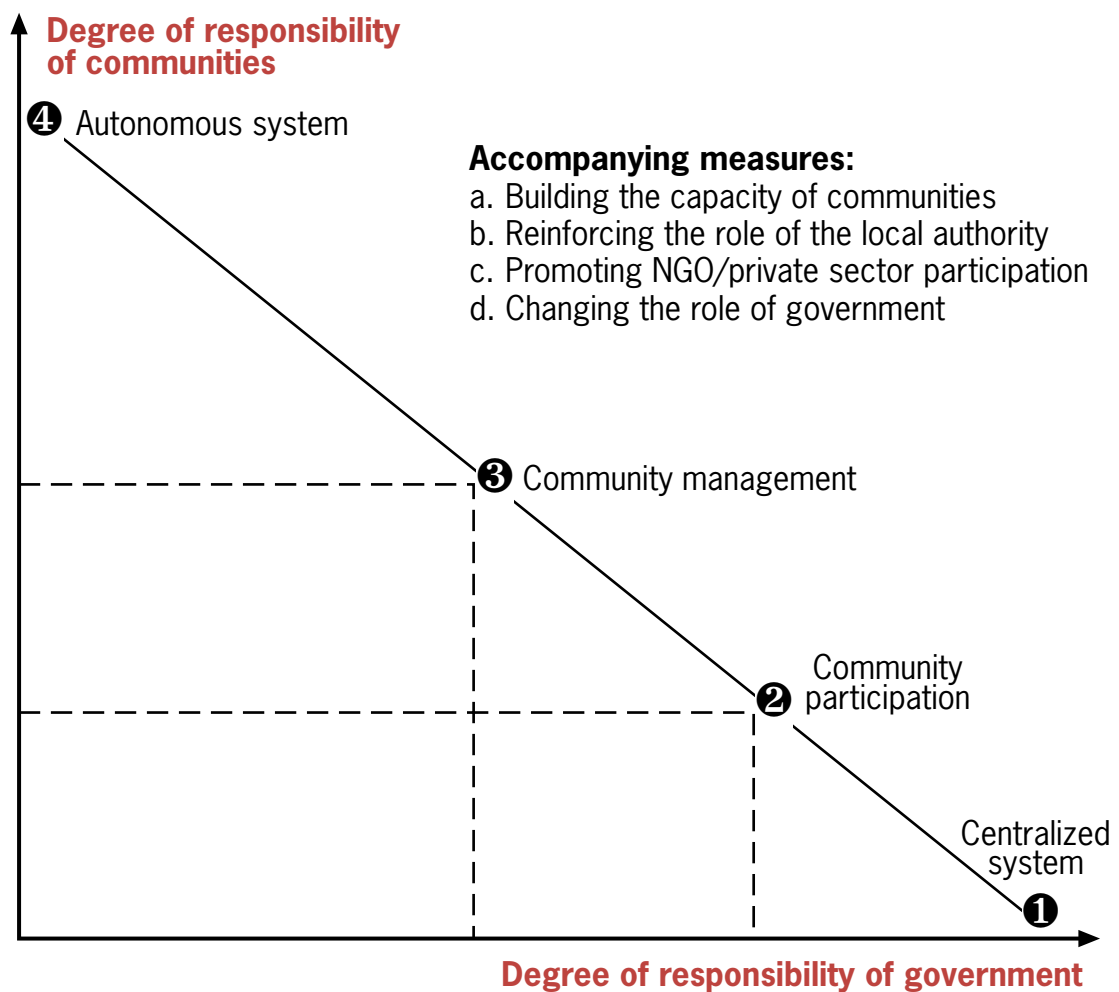 Degree of responsibility
of communities
❹ Autonomous system
Accompanying measures:
a. Building the capacity of communities
b. Reinforcing the role of the local authority
c. Promoting NGO/private sector participation
d. Changing the role of government
❸ Community management
Community
❷ participation
Centralized
system
❶
Degree of responsibility of government